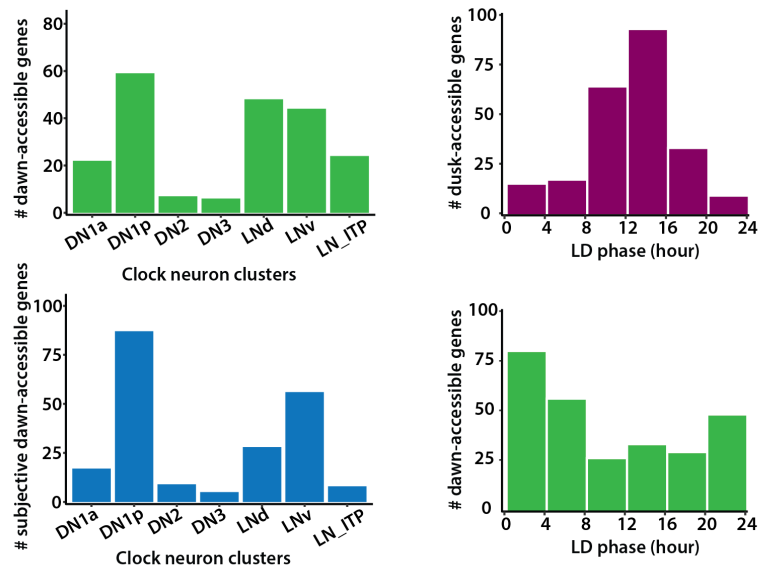 # dawn-accessible genes
80
60
40
20
0
DN1a DN1p DN2 DN3 LNd LNv LN_ITP
Clock neuron clusters
# dusk-accessible genes
100
75
50
25
0
0 4 8 12 16 20 24
LD phase (hour)
# subjective dawn-accessible genes
100
75
50
25
0
DN1a DN1p DN2 DN3 LNd LNv LN_ITP
Clock neuron clusters
# dawn-accessible genes
100
75
50
25
0
0 4 8 12 16 20 24
LD phase (hour)